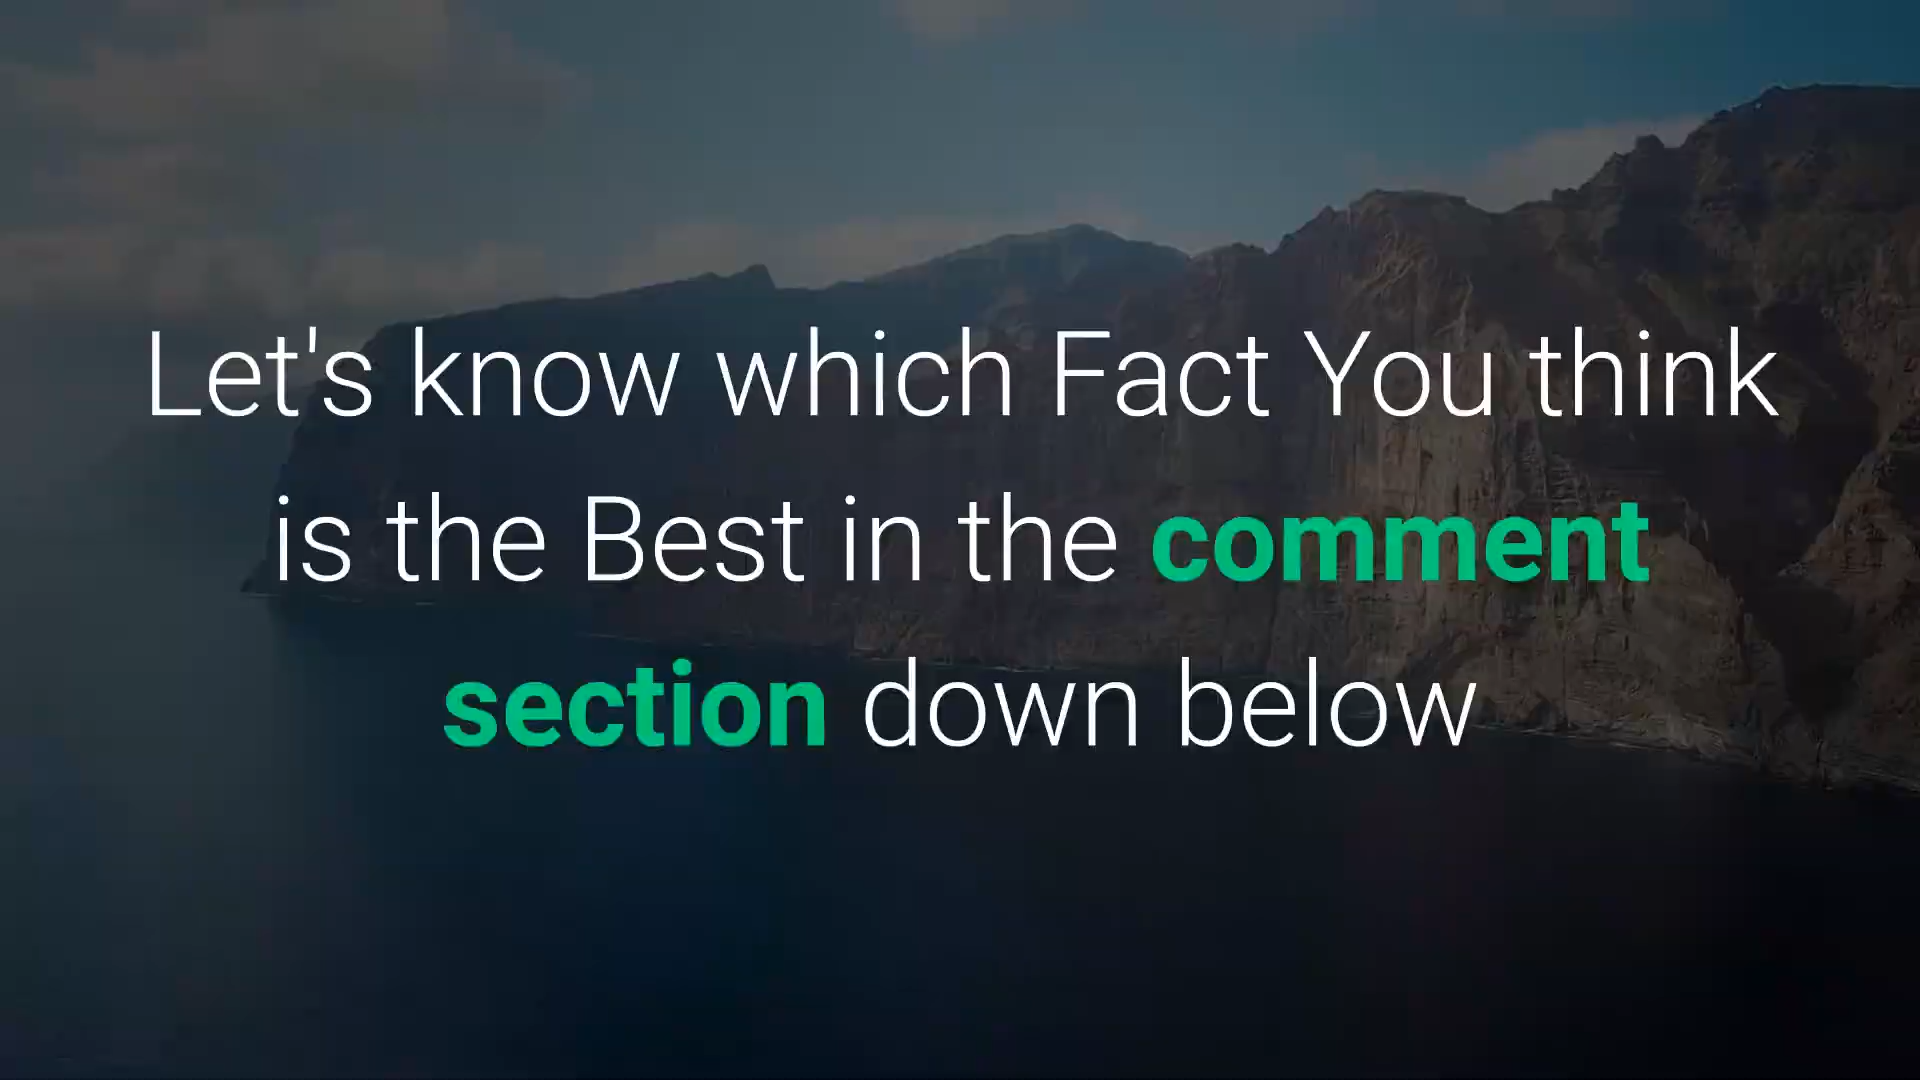 Let's know which Fact You think
is the Best in the comment
section down below